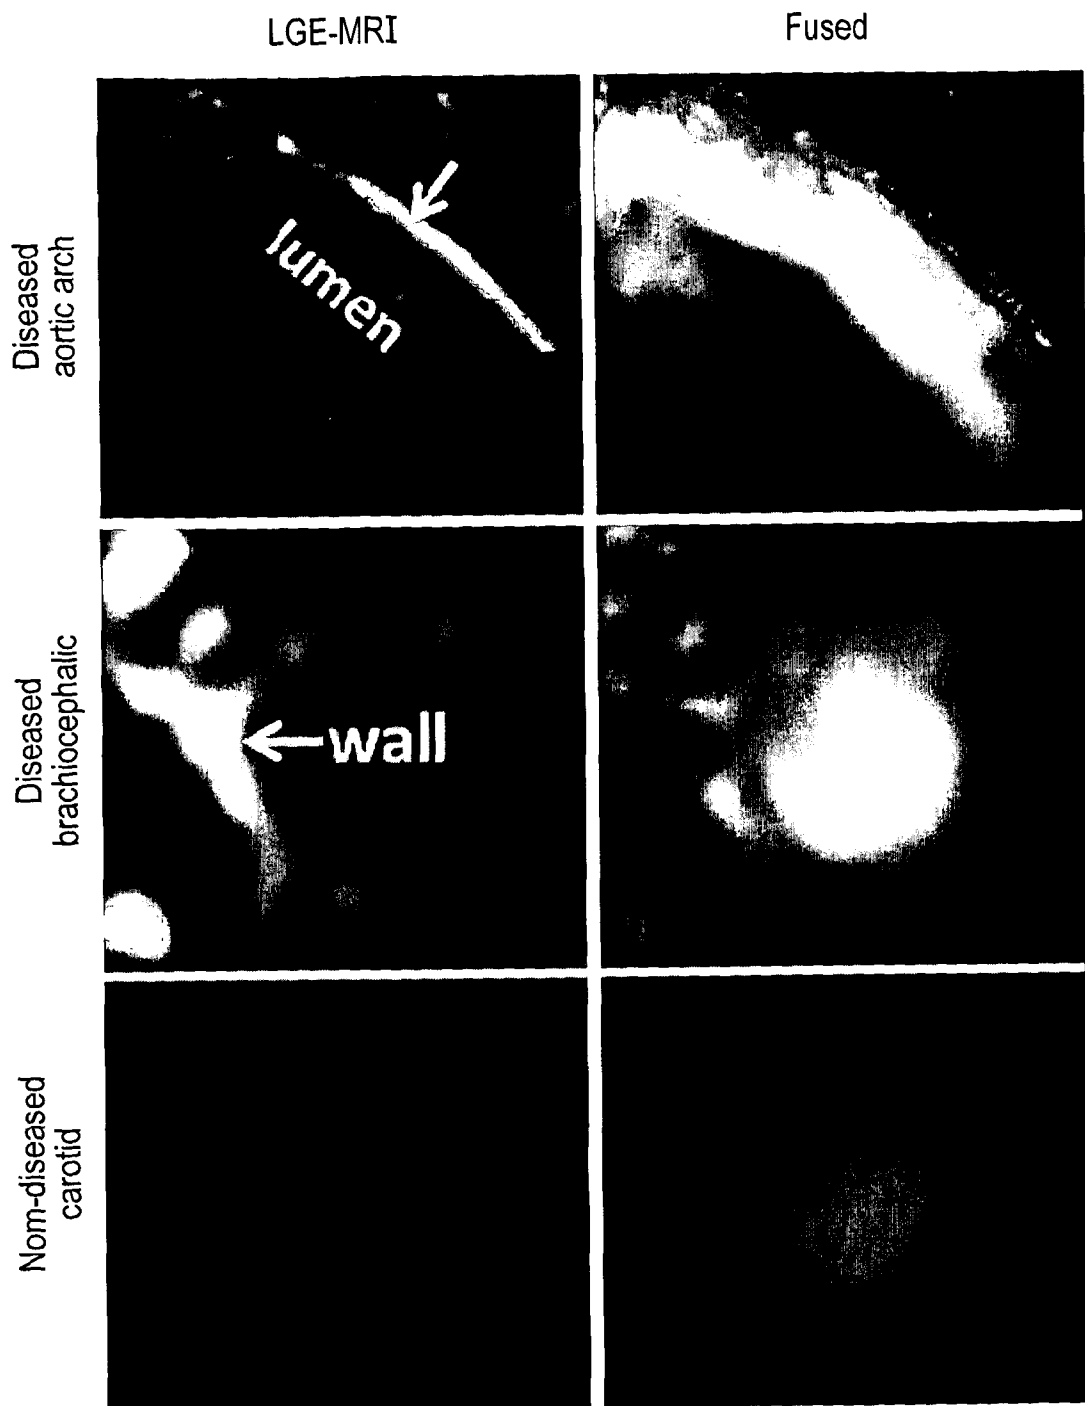 LGE-MRI
Fused
Diseased
aortic arch
lumen
Diseased
brachiocephalic
wall
Nom-diseased
carotid